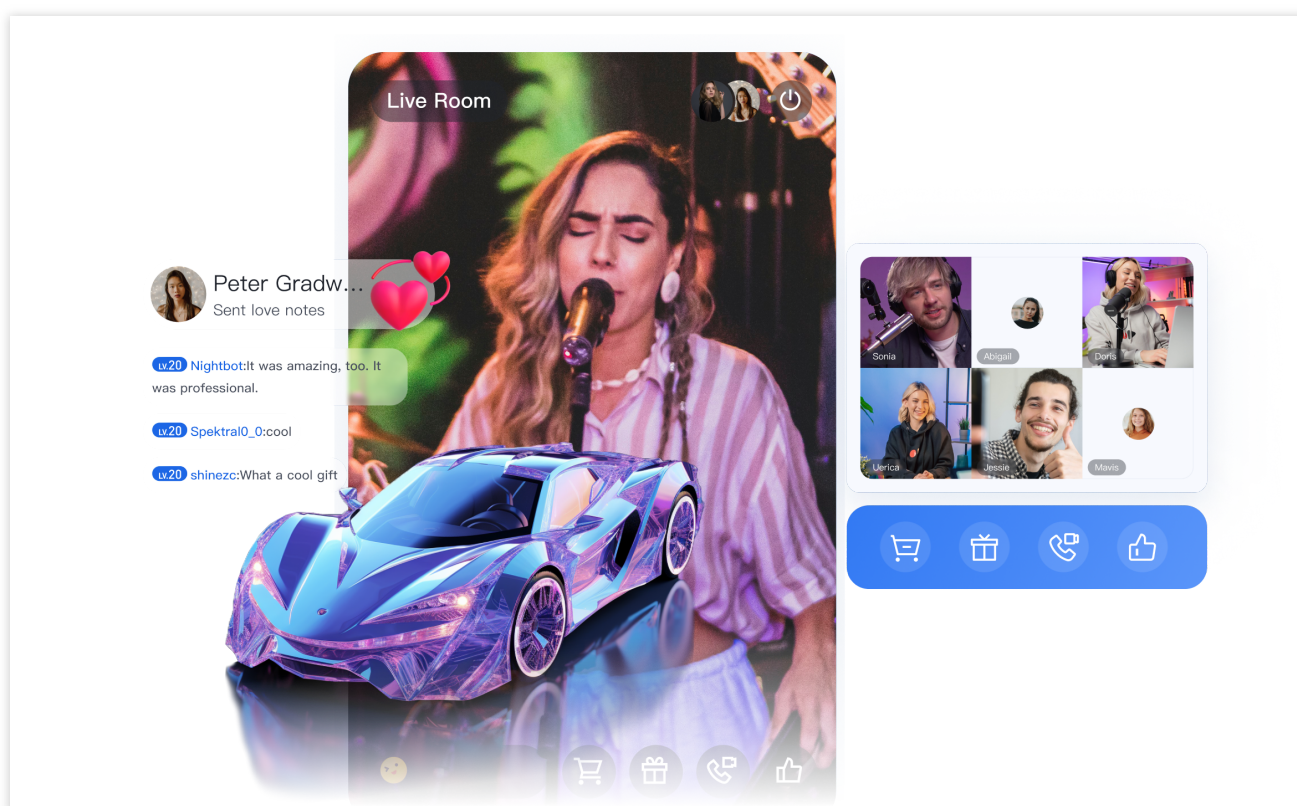 Live Room
Peter Gradw...
Sent love notes
LV.20 Nightbot:It was amazing, too. It
was professional.
LV.20 Spektral0_0:cool
LV.20 shinezc:What a cool gift
Sonia
Abigail
Doris
Uerica
Jessie
Mavis